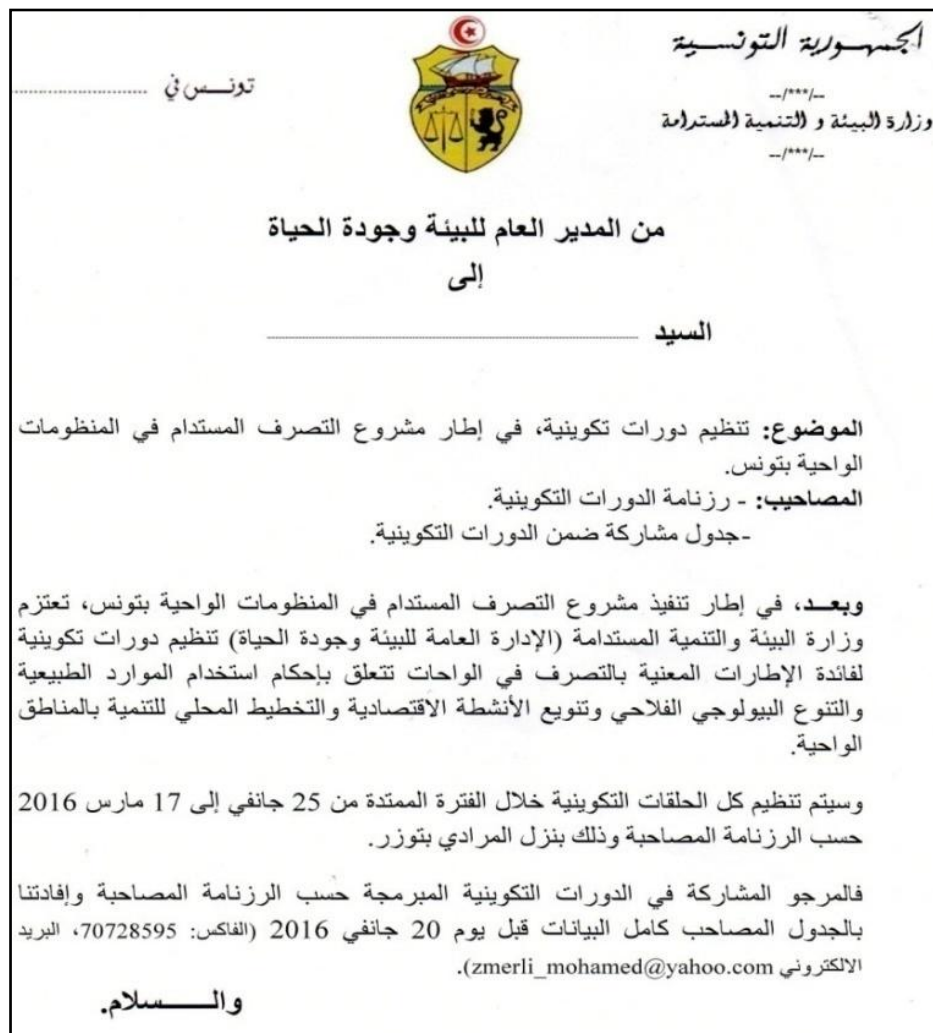 الجمهورية التونسية
--/***/--
وزارة البيئة و التنمية المستدامة
--/***/--
تونس في ..............................
من المدير العام للبيئة وجودة الحياة
إلى
السيد ..............................
الموضوع: تنظيم دورات تكوينية، في إطار مشروع التصرف المستدام في المنظومات
الواحية بتونس.
المصاحيب: - رزنامة الدورات التكوينية.
-جدول مشاركة ضمن الدورات التكوينية.
وبعــد، في إطار تنفيذ مشروع التصرف المستدام في المنظومات الواحية بتونس، تعتزم
وزارة البيئة والتنمية المستدامة (الإدارة العامة للبيئة وجودة الحياة) تنظيم دورات تكوينية
لفائدة الإطارات المعنية بالتصرف في الواحات تتعلق بإحكام استخدام الموارد الطبيعية
والتنوع البيولوجي الفلاحي وتنويع الأنشطة الاقتصادية والتخطيط المحلي للتنمية بالمناطق
الواحية.
وسيتم تنظيم كل الحلقات التكوينية خلال الفترة الممتدة من 25 جانفي إلى 17 مارس 2016
حسب الرزنامة المصاحبة وذلك بنزل المرادي بتوزر.
فالمرجو المشاركة في الدورات التكوينية المبرمجة حسب الرزنامة المصاحبة وإفادتنا
بالجدول المصاحب كامل البيانات قبل يوم 20 جانفي 2016 (الفاكس: 70728595، البريد
الالكتروني zmerli_mohamed@yahoo.com).
والـــــسلام.